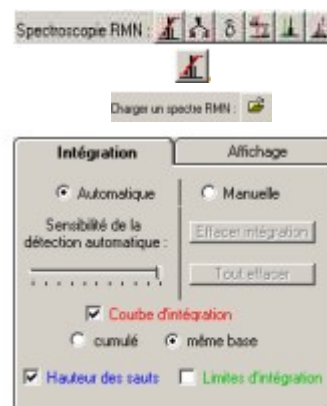 Spectroscopie RMN : δ
Charger un spectre RMN :
Intégration Affichage
Automatique Manuelle
Sensibilité de la
détection automatique :
Effacer intégration
Tout effacer
Courbe d'intégration
cumulé même base
Hauteur des sauts Limites d'intégration